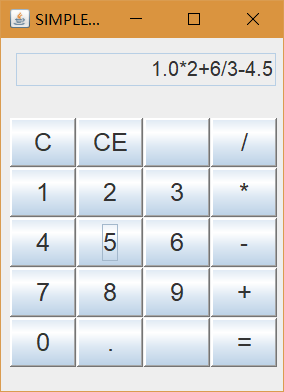 SIMPLE...
1.0*2+6/3-4.5
C CE /
1 2 3 *
4 5 6 -
7 8 9 +
0 . =